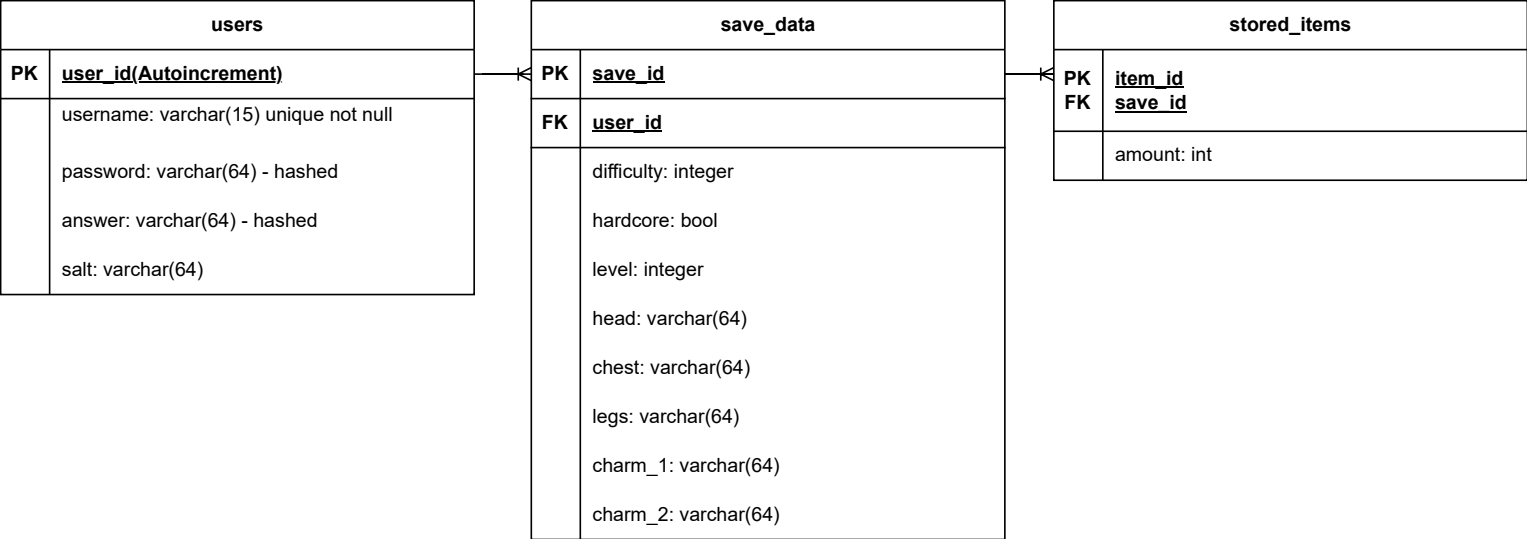 users
PK user_id(Autoincrement)
username: varchar(15) unique not null
password: varchar(64) - hashed
answer: varchar(64) - hashed
salt: varchar(64)
save_data
PK save_id
FK user_id
difficulty: integer
hardcore: bool
level: integer
head: varchar(64)
chest: varchar(64)
legs: varchar(64)
charm_1: varchar(64)
charm_2: varchar(64)
stored_items
PK item_id
FK save_id
amount: int